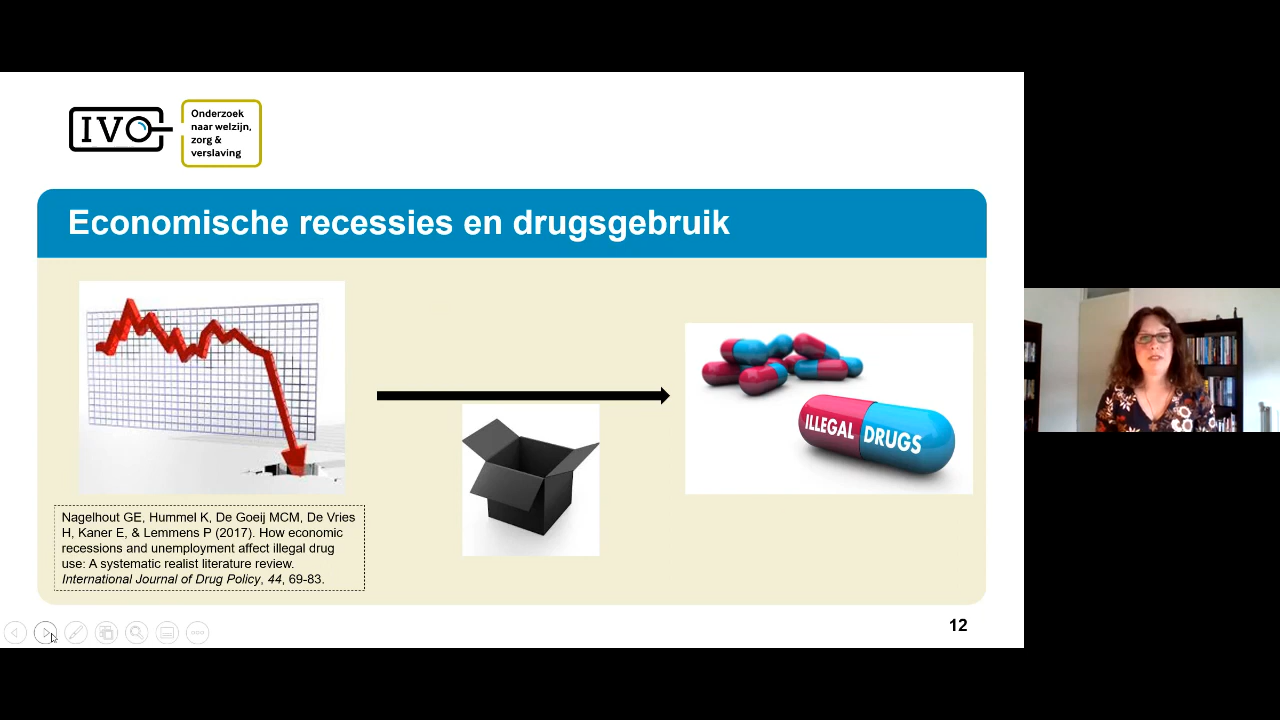 IVO
Onderzoek
naar welzijn,
zorg &
verslaving
Economische recessies en drugsgebruik
ILLEGAL DRUGS
Nagelhout GE, Hummel K, De Goeij MCM, De Vries
H, Kaner E, & Lemmens P (2017). How economic
recessions and unemployment affect illegal drug
use: A systematic realist literature review.
International Journal of Drug Policy, 44, 69-83.
12